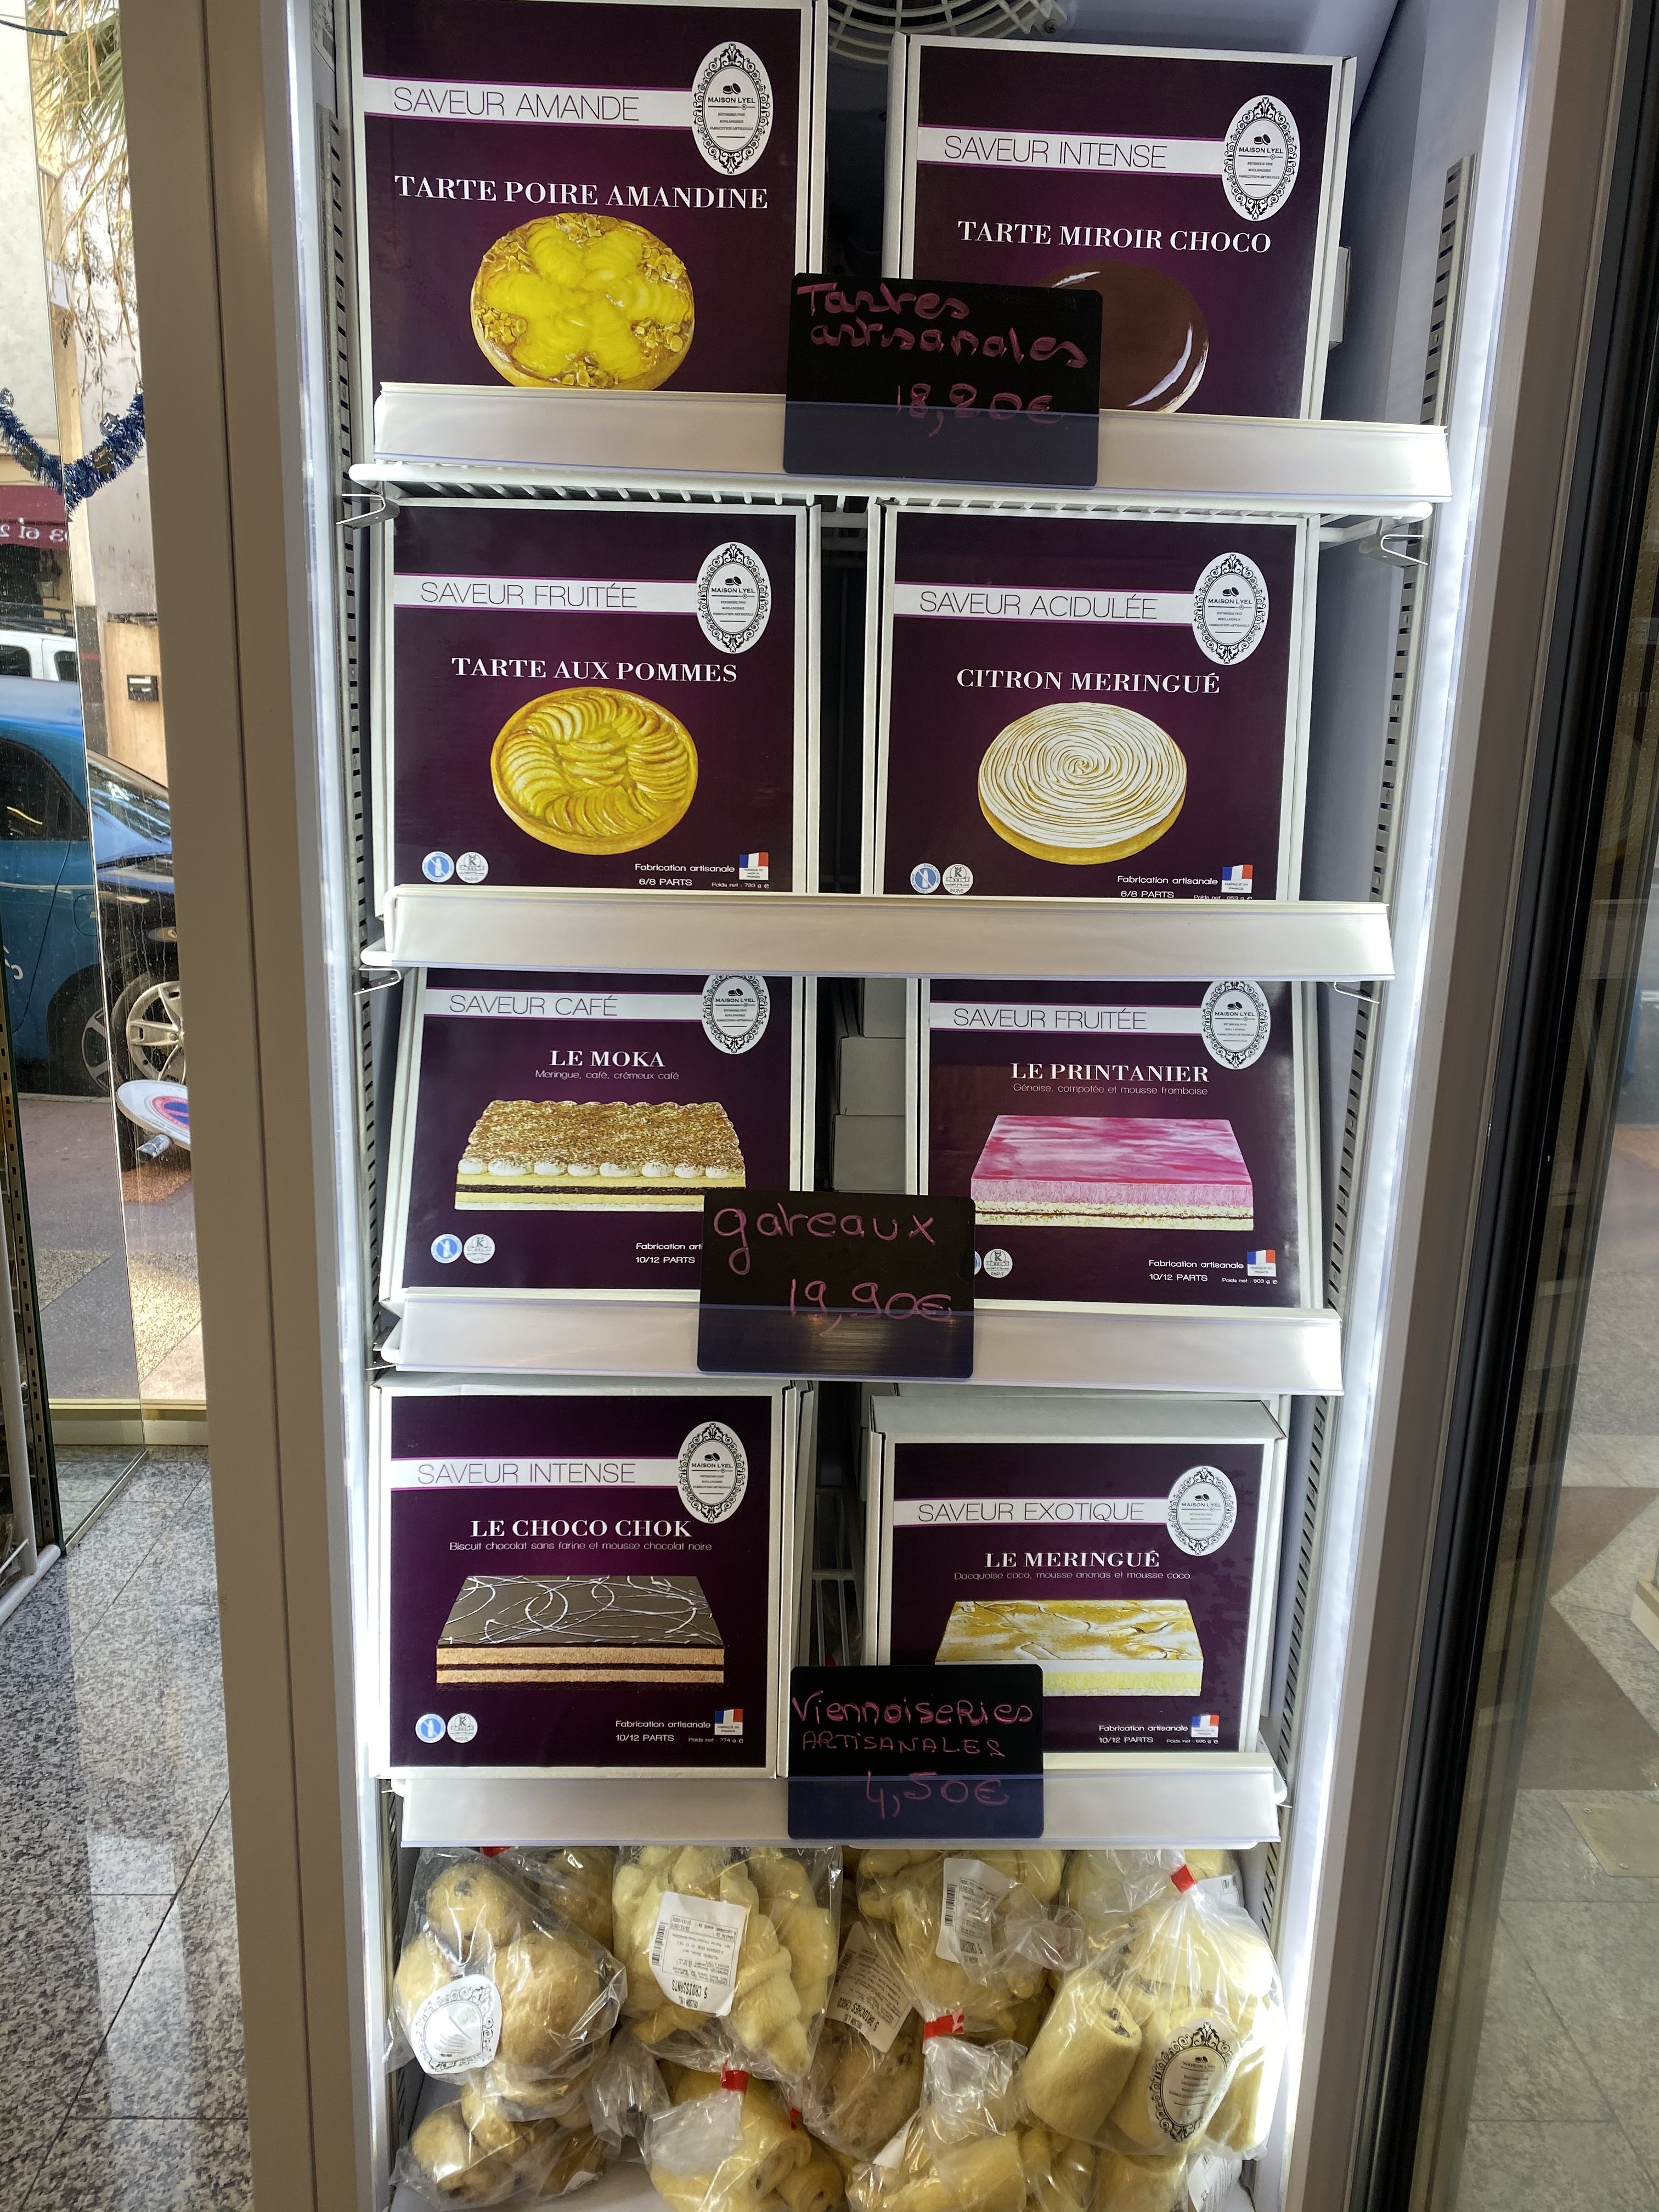 SAVEUR AMANDE
MAISON LYEL
TARTE POIRE AMANDINE
SAVEUR INTENSE
MAISON LYEL
TARTE MIROIR CHOCO
Tartes
artisanales
18,20€
SAVEUR FRUITÉE
MAISON LYEL
TARTE AUX POMMES
Fabrication artisanale
6/8 PARTS
SAVEUR ACIDULÉE
MAISON LYEL
CITRON MERINGUÉ
Fabrication artisanale
6/8 PARTS
SAVEUR CAFÉ
MAISON LYEL
LE MOKA
Meringue, café, crémeux café
Fabrication art
10/12 PARTS
SAVEUR FRUITÉE
MAISON LYEL
LE PRINTANIER
Génoise, compotée et mousse framboise
Fabrication artisanale
10/12 PARTS
gateaux
19,90€
SAVEUR INTENSE
MAISON LYEL
LE CHOCO CHOK
Biscuit chocolat sans farine et mousse chocolat noire
Fabrication artisanale
10/12 PARTS
SAVEUR EXOTIQUE
MAISON LYEL
LE MERINGUÉ
Dacquoise coco, mousse ananas et mousse coco
Fabrication artisanale
10/12 PARTS
ViennoiseRies
ARTISANALES
4,50€
5 CROISSANTS
5 BRIOCHES CHOCO